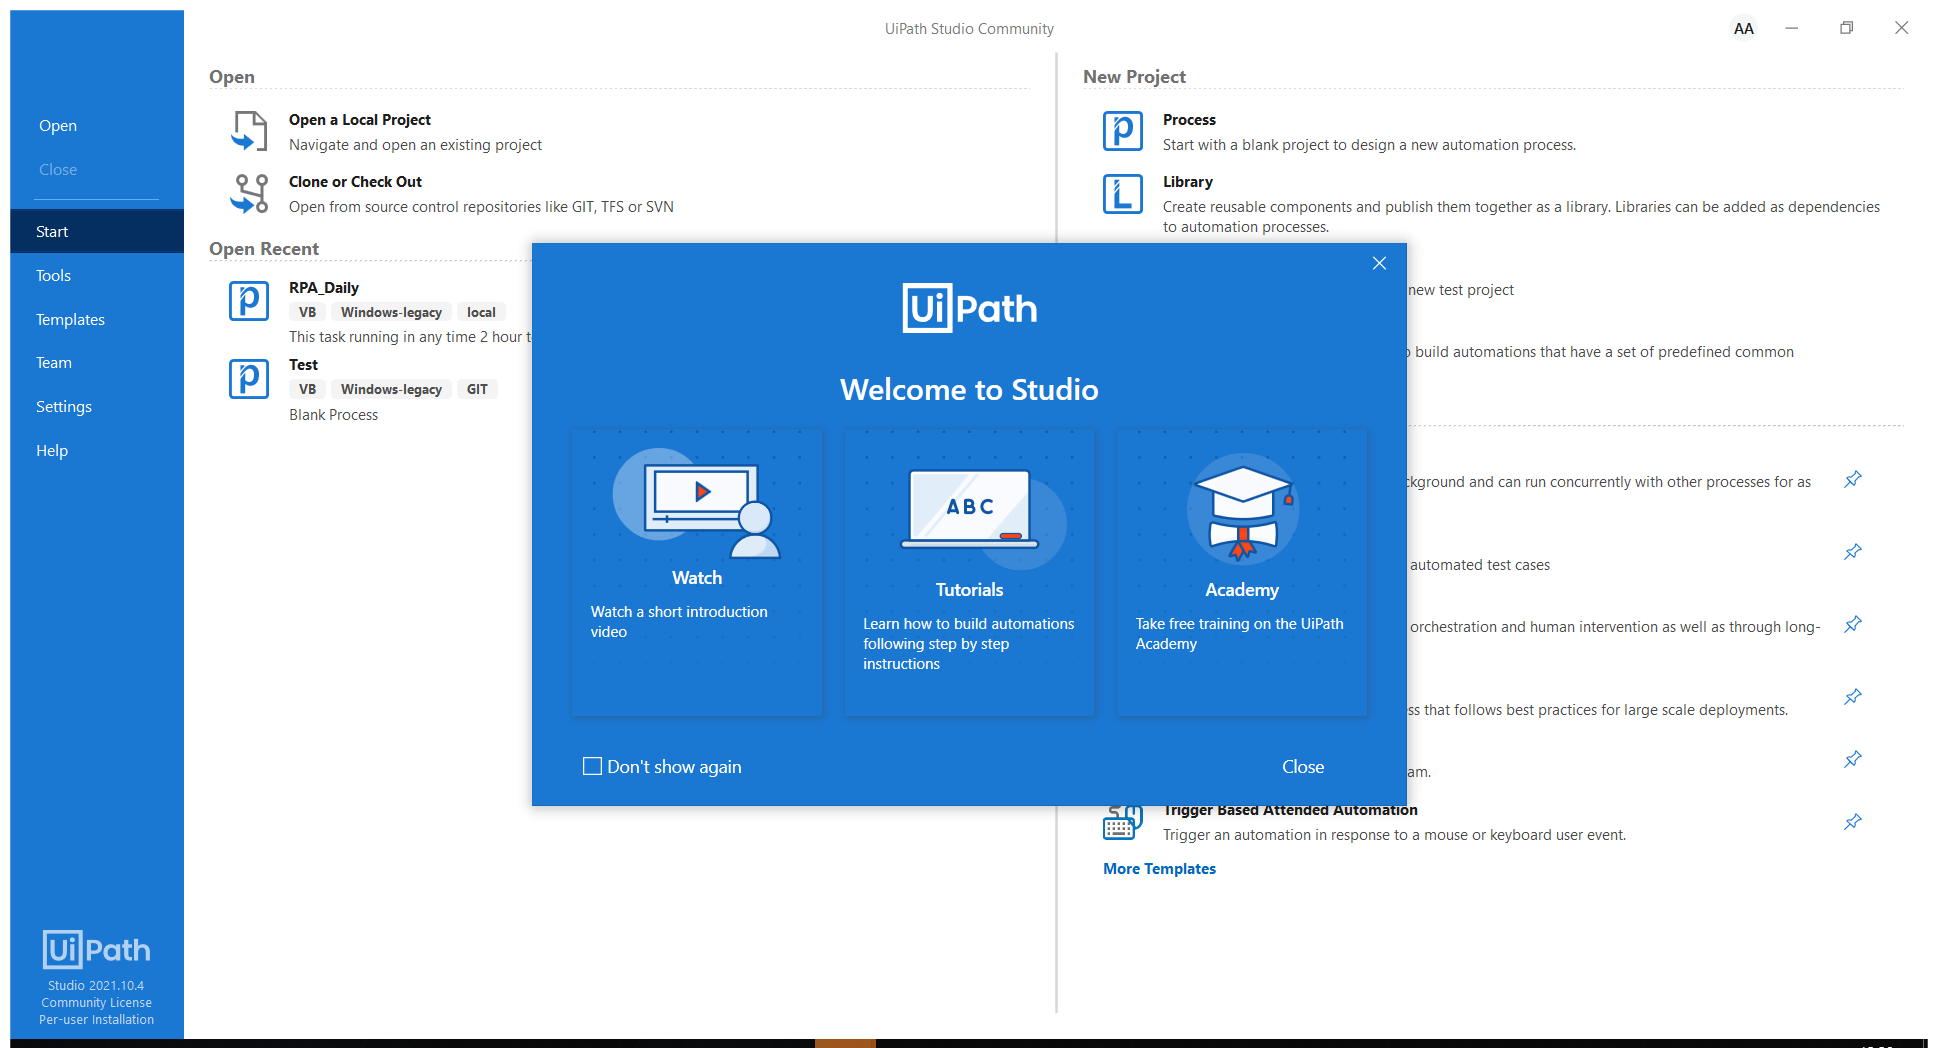 UiPath Studio Community
AA
Open
Close
Start
Tools
Templates
Team
Settings
Help
UiPath
Studio 2021.10.4
Community License
Per-user Installation
Open
Open a Local Project
Navigate and open an existing project
Clone or Check Out
Open from source control repositories like GIT, TFS or SVN
Open Recent
RPA_Daily
VB Windows-legacy local
This task running in any time 2 hour t
Test
VB Windows-legacy GIT
Blank Process
New Project
Process
Start with a blank project to design a new automation process.
Library
Create reusable components and publish them together as a library. Libraries can be added as dependencies
to automation processes.
new test project
build automations that have a set of predefined common
ckground and can run concurrently with other processes for as
automated test cases
orchestration and human intervention as well as through long-
ss that follows best practices for large scale deployments.
am.
Trigger Based Attended Automation
Trigger an automation in response to a mouse or keyboard user event.
More Templates
UiPath
Welcome to Studio
Watch
Watch a short introduction
video
ABC
Tutorials
Learn how to build automations
following step by step
instructions
Academy
Take free training on the UiPath
Academy
Don't show again
Close